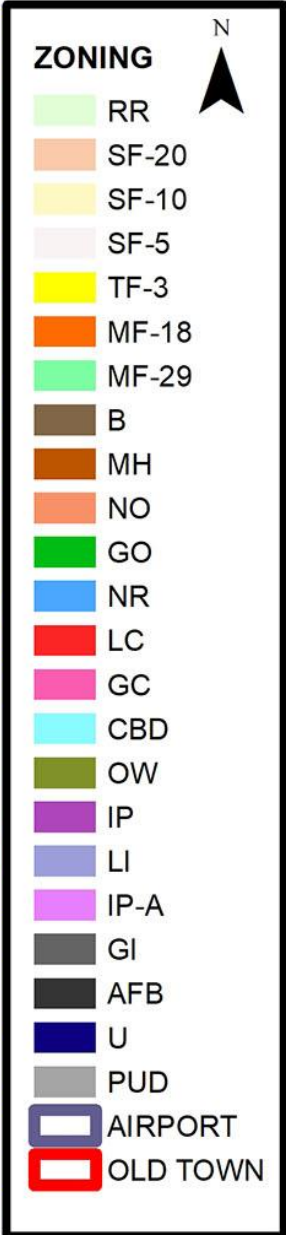 N
ZONING
RR
SF-20
SF-10
SF-5
TF-3
MF-18
MF-29
B
MH
NO
GO
NR
LC
GC
CBD
OW
IP
LI
IP-A
GI
AFB
U
PUD
AIRPORT
OLD TOWN